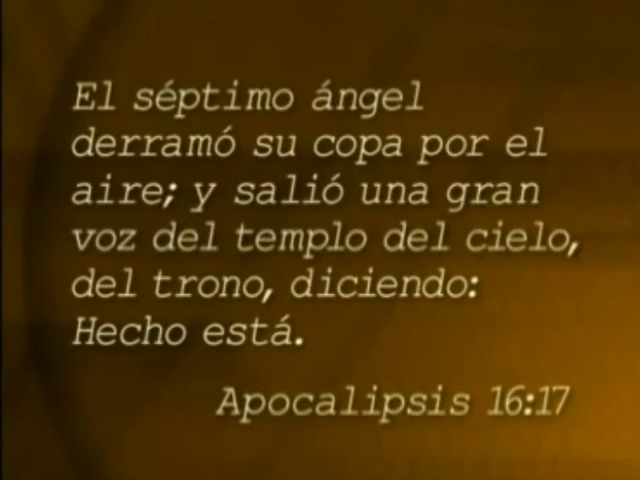 El séptimo ángel
derramó su copa por el
aire; y salió una gran
voz del templo del cielo,
del trono, diciendo:
Hecho está.
Apocalipsis 16:17